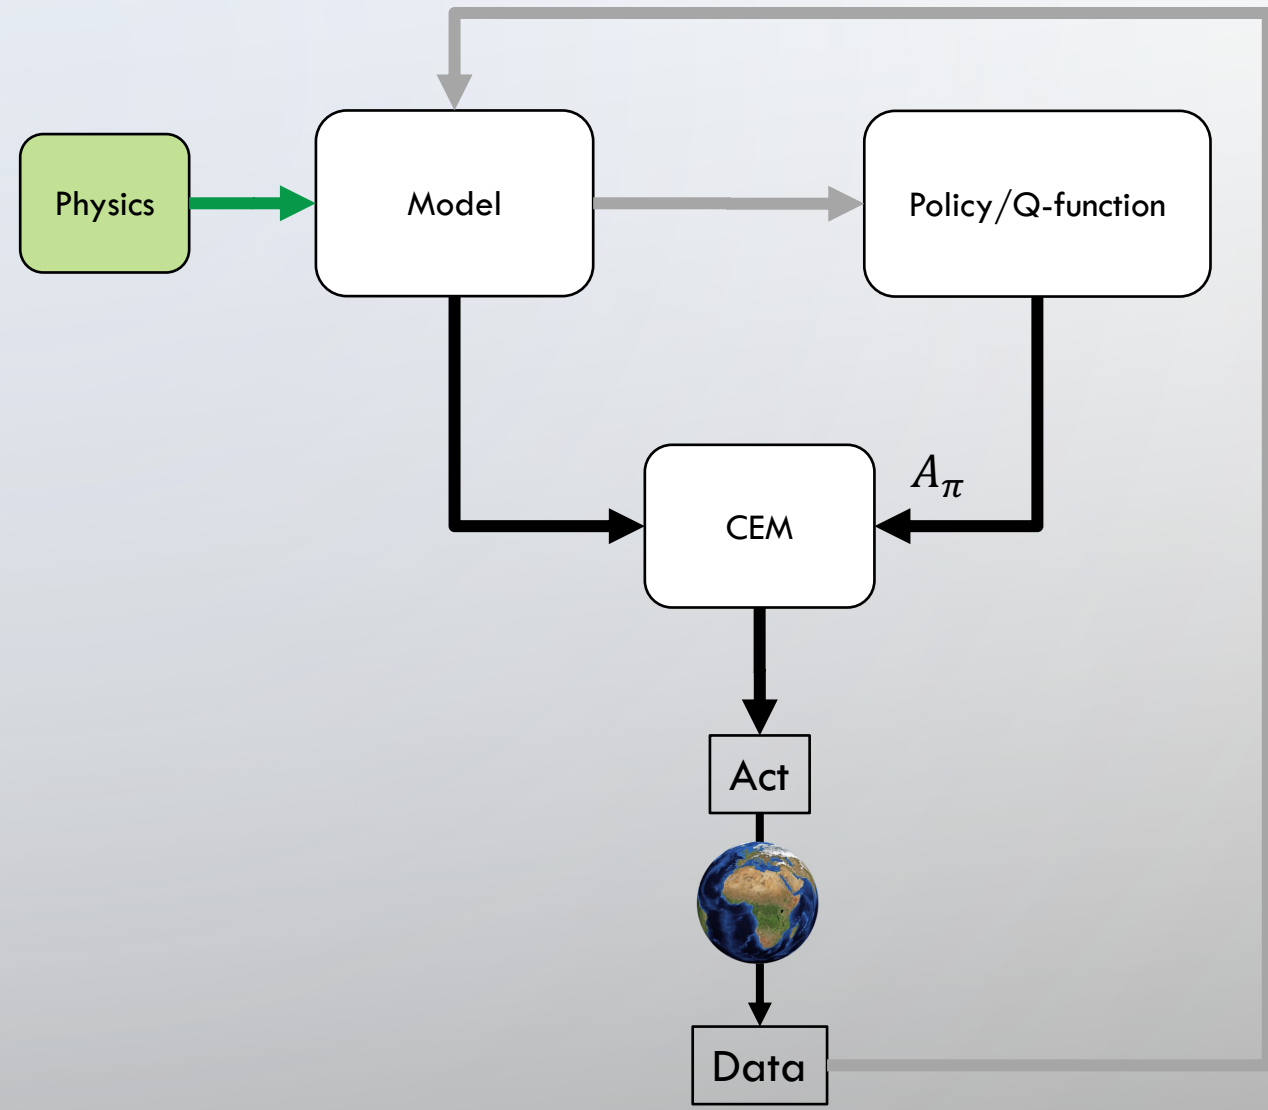 Physics
Model
Policy/Q-function
𝐴𝜋
CEM
Act
Data